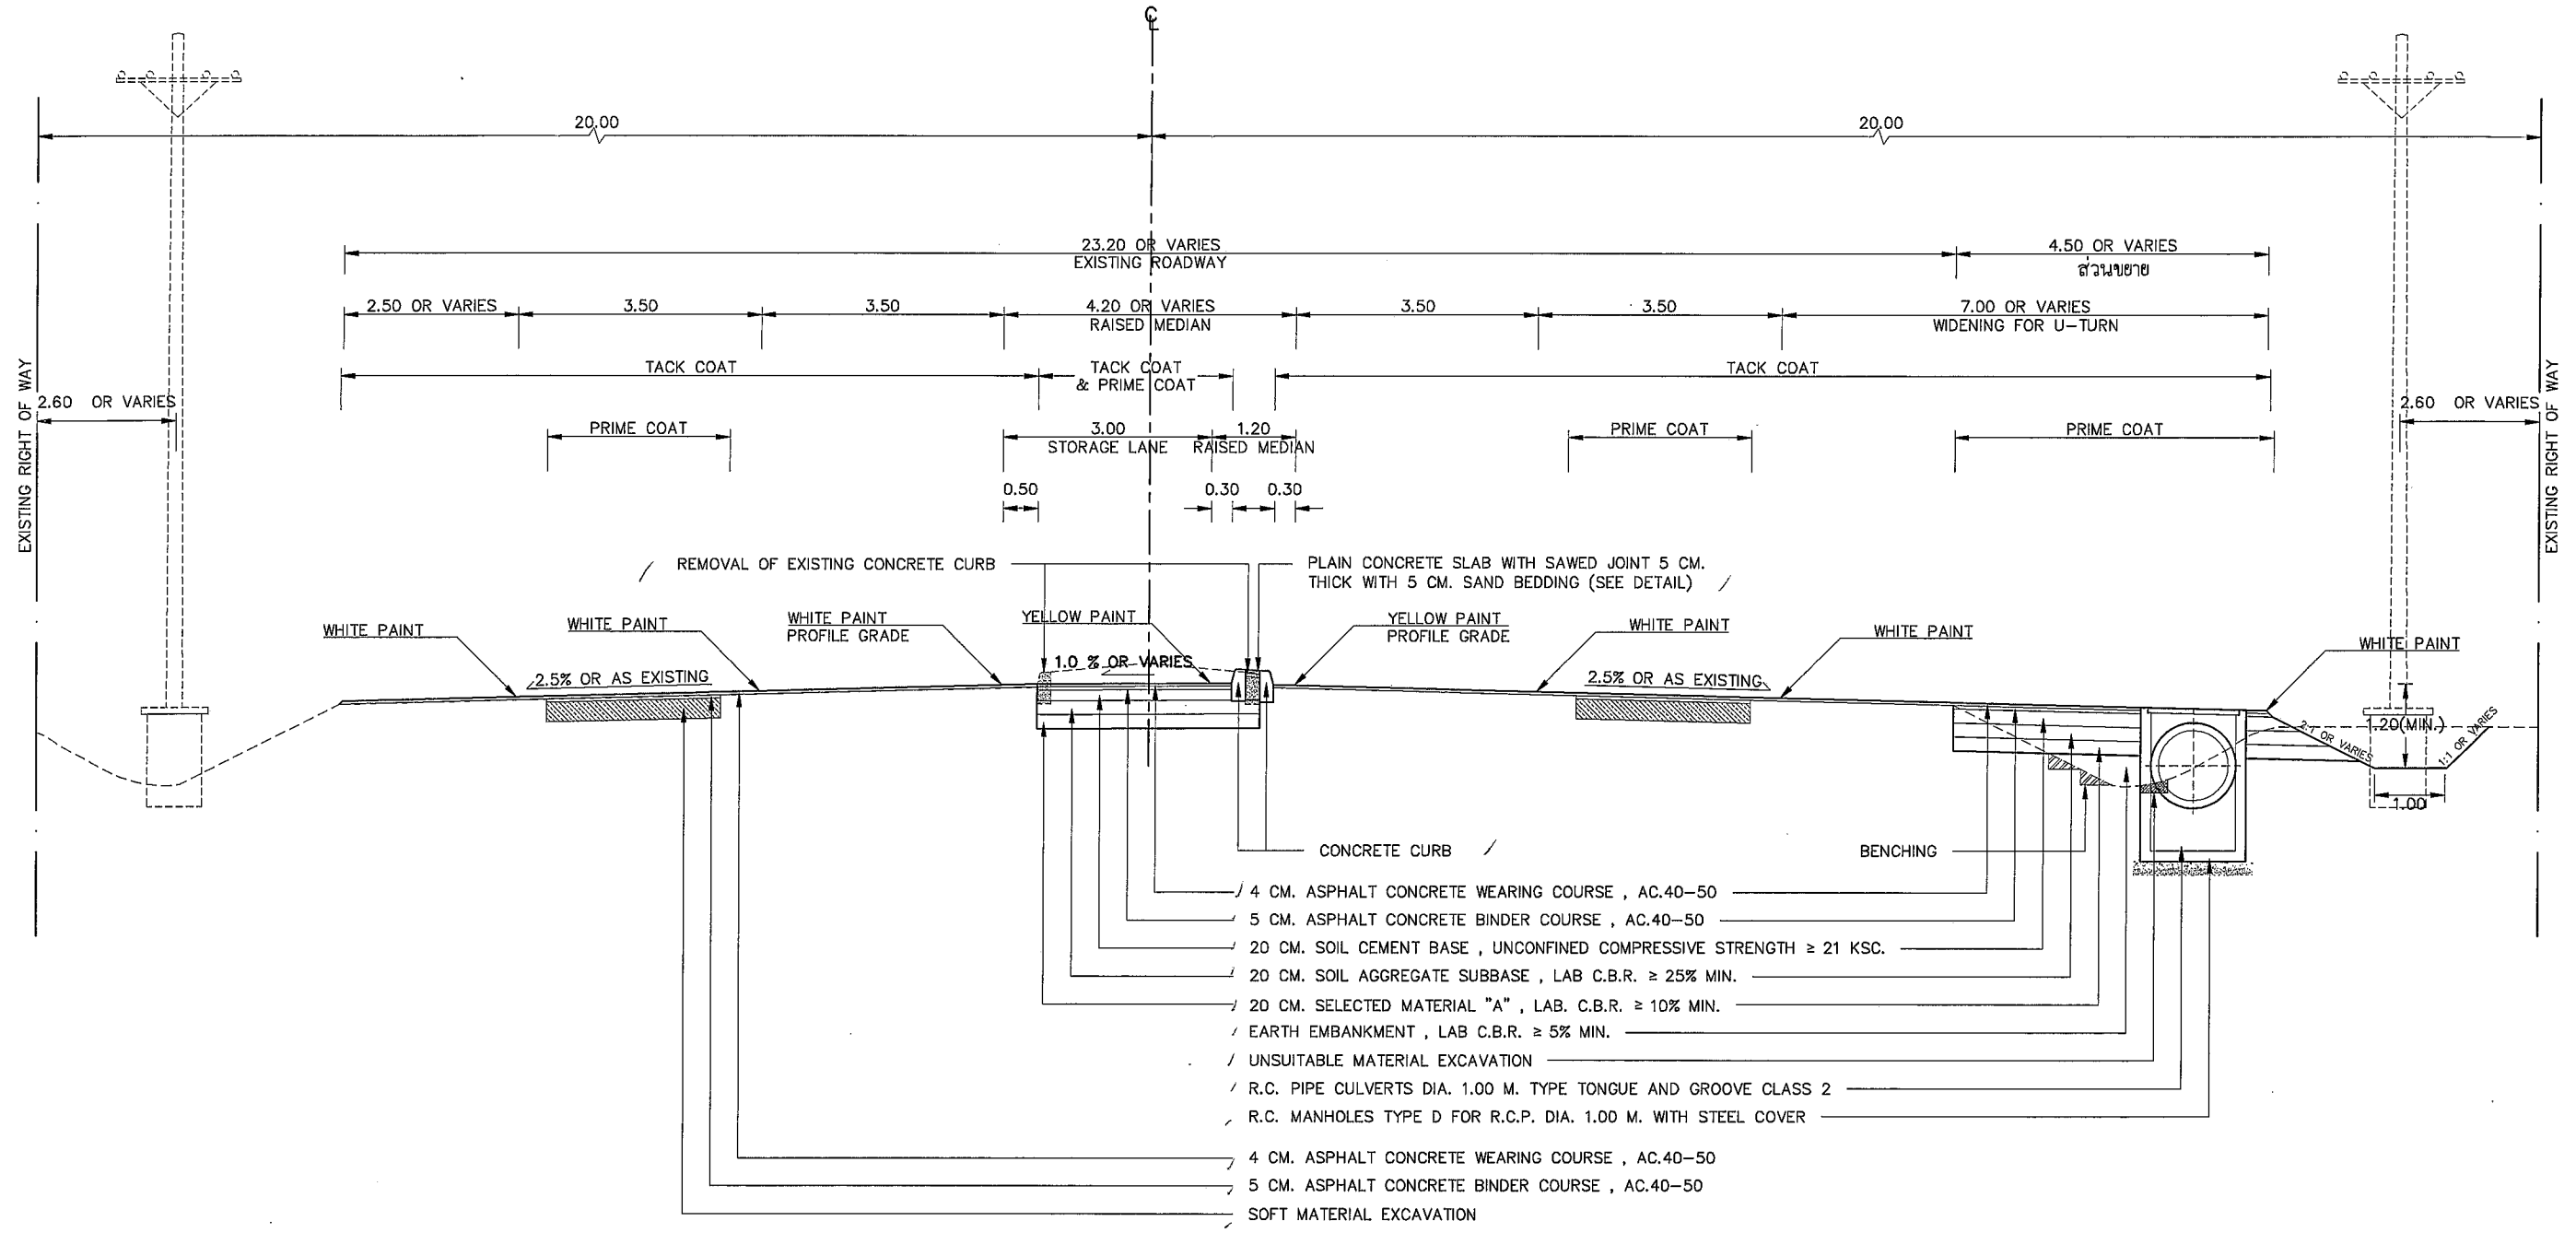 ℄
20.00 20.00
23.20 OR VARIES 4.50 OR VARIES
EXISTING ROADWAY ส่วนขยาย
2.50 OR VARIES 3.50 3.50 4.20 OR VARIES 3.50 3.50 7.00 OR VARIES
RAISED MEDIAN WIDENING FOR U-TURN
TACK COAT TACK COAT TACK COAT
& PRIME COAT
EXISTING RIGHT OF WAY
2.60 OR VARIES 2.60 OR VARIES
EXISTING RIGHT OF WAY
PRIME COAT 3.00 1.20 PRIME COAT PRIME COAT
STORAGE LANE RAISED MEDIAN
0.50 0.30 0.30
REMOVAL OF EXISTING CONCRETE CURB PLAIN CONCRETE SLAB WITH SAWED JOINT 5 CM.
THICK WITH 5 CM. SAND BEDDING (SEE DETAIL)
WHITE PAINT WHITE PAINT WHITE PAINT YELLOW PAINT YELLOW PAINT WHITE PAINT WHITE PAINT WHITE PAINT
PROFILE GRADE PROFILE GRADE
1.0 % OR VARIES
2.5% OR AS EXISTING 2.5% OR AS EXISTING
2:1 OR VARIES 1.20(MIN.) 1:1 OR VARIES
1.00
CONCRETE CURB BENCHING
4 CM. ASPHALT CONCRETE WEARING COURSE , AC.40-50
5 CM. ASPHALT CONCRETE BINDER COURSE , AC.40-50
20 CM. SOIL CEMENT BASE , UNCONFINED COMPRESSIVE STRENGTH ≥ 21 KSC.
20 CM. SOIL AGGREGATE SUBBASE , LAB C.B.R. ≥ 25% MIN.
20 CM. SELECTED MATERIAL "A" , LAB. C.B.R. ≥ 10% MIN.
EARTH EMBANKMENT , LAB C.B.R. ≥ 5% MIN.
UNSUITABLE MATERIAL EXCAVATION
R.C. PIPE CULVERTS DIA. 1.00 M. TYPE TONGUE AND GROOVE CLASS 2
R.C. MANHOLES TYPE D FOR R.C.P. DIA. 1.00 M. WITH STEEL COVER
4 CM. ASPHALT CONCRETE WEARING COURSE , AC.40-50
5 CM. ASPHALT CONCRETE BINDER COURSE , AC.40-50
SOFT MATERIAL EXCAVATION